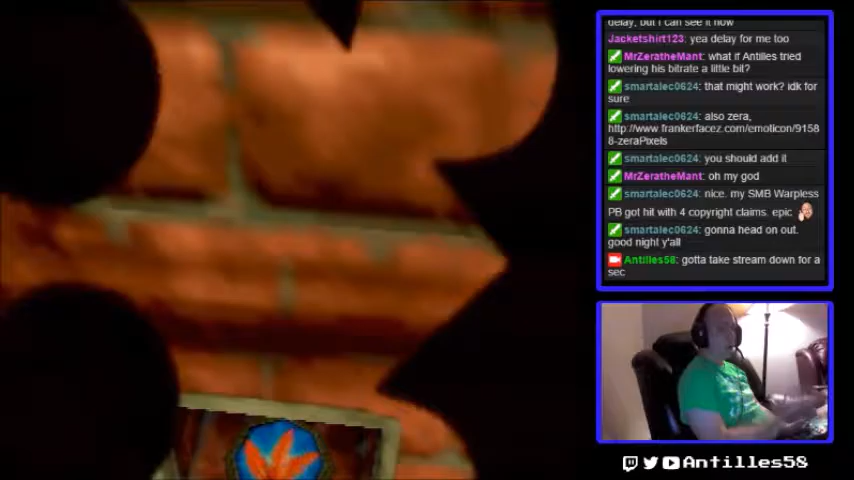 delay, but I can see it now
Jacketshirt123: yea delay for me too
MrZeratheMant: what if Antilles tried
lowering his bitrate a little bit?
smartalec0624: that might work? idk for
sure
smartalec0624: also zera,
http://www.frankerfacez.com/emoticon/9158
8-zeraPixels
smartalec0624: you should add it
MrZeratheMant: oh my god
smartalec0624: nice. my SMB Warpless
PB got hit with 4 copyright claims. epic
smartalec0624: gonna head on out.
good night y'all
Antilles58: gotta take stream down for a
sec
Antilles58